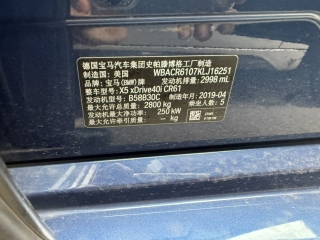 德国宝马汽车集团史帕滕博格工厂制造
制造国: 美国 WBACR6107KLJ16251
品牌: 宝马(BMW)牌 发动机排量: 2998 mL
整车型号: X5 xDrive40i CR61
发动机型号: B58B30C 制造年月: 2019-04
最大允许总质量: 2800 kg 乘坐人数: 5
发动机最大净功率: 250 kW
最大允许牵引质量: -- kg